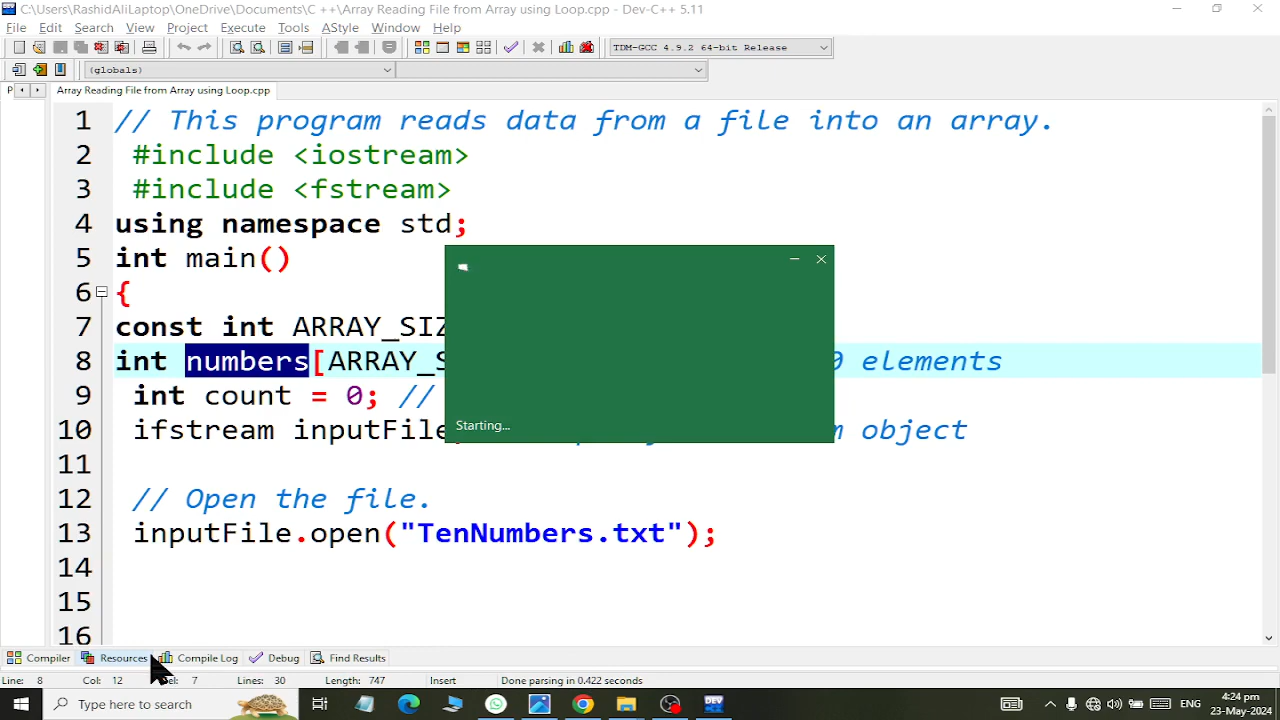 C:\Users\RashidAliLaptop\OneDrive\Documents\C ++\Array Reading File from Array using Loop.cpp - Dev-C++ 5.11
File Edit Search View Project Execute Tools AStyle Window Help
TDM-GCC 4.9.2 64-bit Release
(globals)
P Array Reading File from Array using Loop.cpp
1 // This program reads data from a file into an array.
2 #include <iostream>
3 #include <fstream>
4 using namespace std;
5 int main()
6 {
7 const int ARRAY_SIZ
8 int numbers[ARRAY_S elements
9 int count = 0; //
10 ifstream inputFile object
11
12 // Open the file.
13 inputFile.open("TenNumbers.txt");
14
15
16
Starting...
Compiler Resources Compile Log Debug Find Results
Line: 8 Col: 12 Sel: 7 Lines: 30 Length: 747 Insert Done parsing in 0.422 seconds
Type here to search
DEV
ENG
4:24 pm
23-May-2024